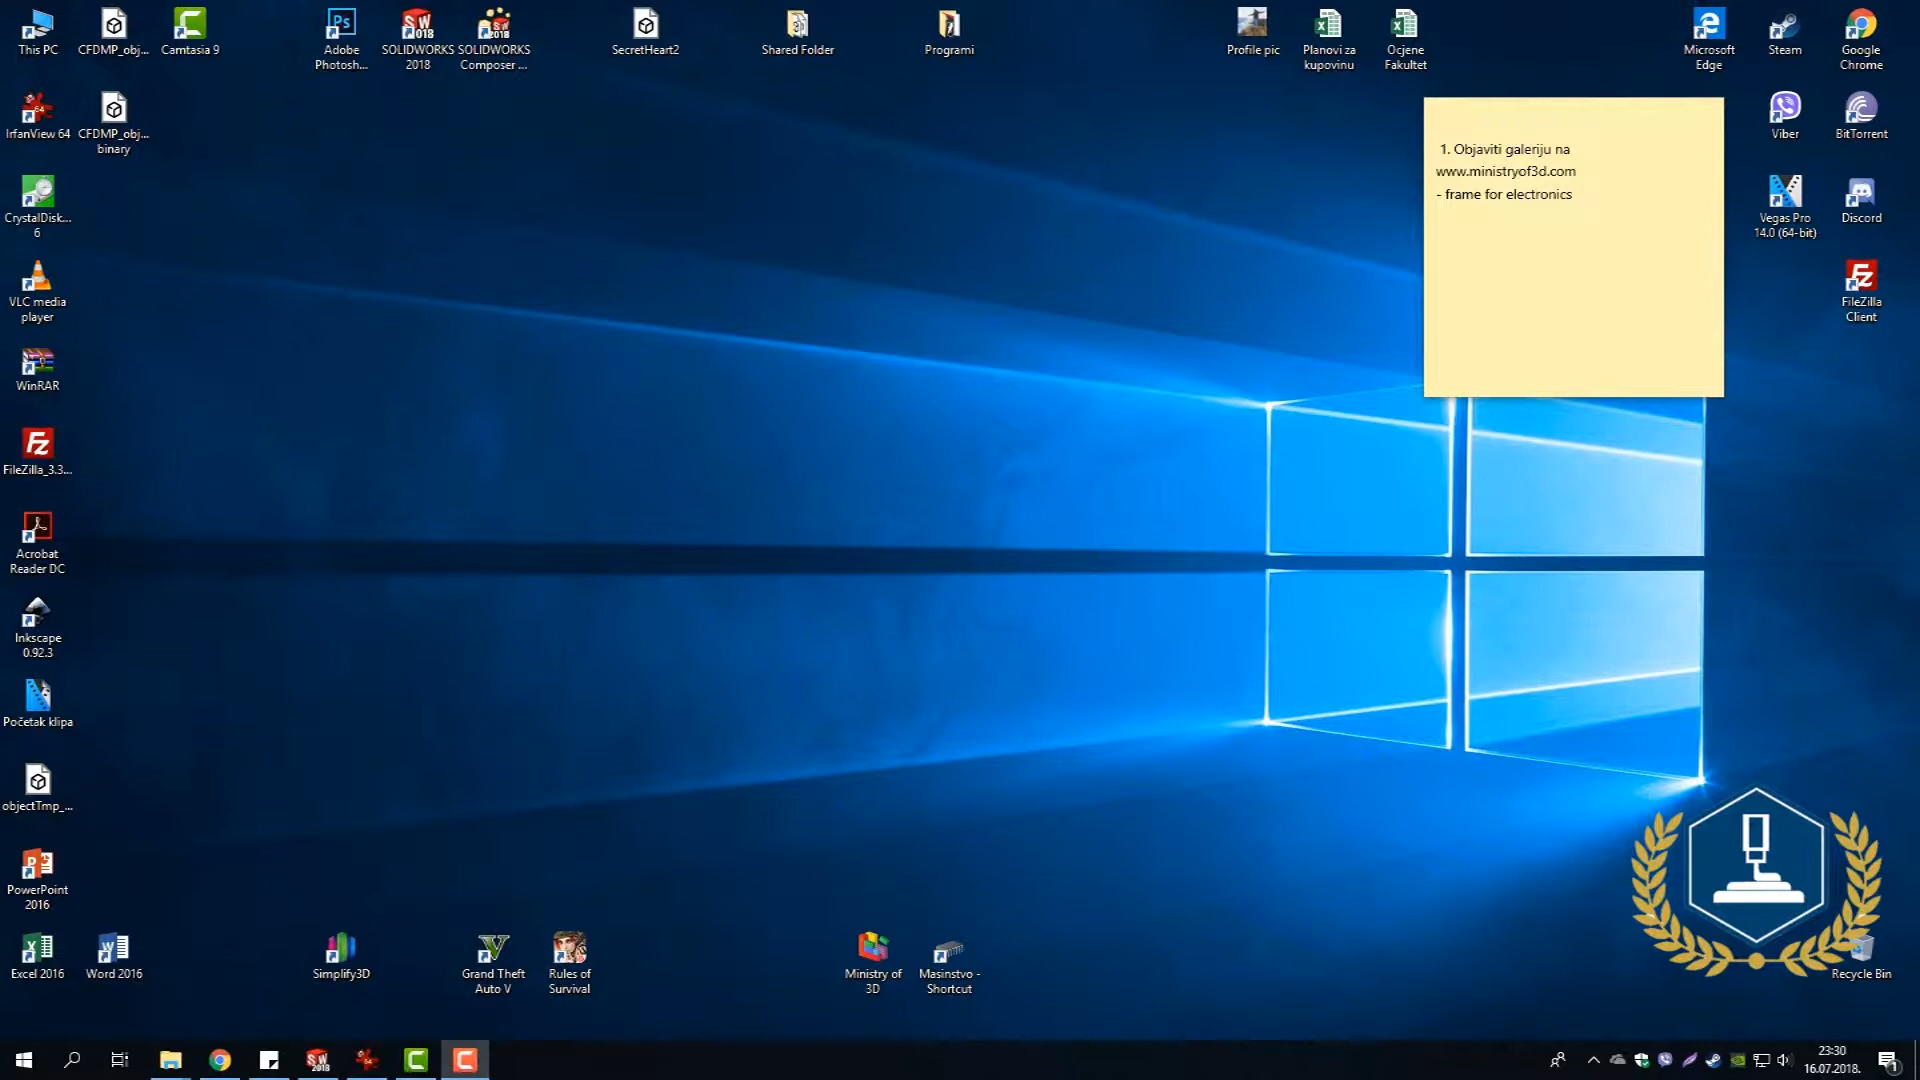 This PC
CFDMP_obj...
Camtasia 9
Adobe
Photosh...
SOLIDWORKS
2018
SOLIDWORKS
Composer ...
SecretHeart2
Shared Folder
Programi
Profile pic
Planovi za
kupovinu
Ocjene
Fakultet
Microsoft
Edge
Steam
Google
Chrome
IrfanView 64
CFDMP_obj...
binary
Viber
BitTorrent
1. Objaviti galeriju na
www.ministryof3d.com
- frame for electronics
CrystalDisk...
6
Vegas Pro
14.0 (64-bit)
Discord
VLC media
player
FileZilla
Client
WinRAR
FileZilla_3.3...
Acrobat
Reader DC
Inkscape
0.92.3
Početak klipa
objectTmp_...
PowerPoint
2016
Excel 2016
Word 2016
Simplify3D
Grand Theft
Auto V
Rules of
Survival
Ministry of
3D
Masinstvo -
Shortcut
Recycle Bin
23:30
16.07.2018.